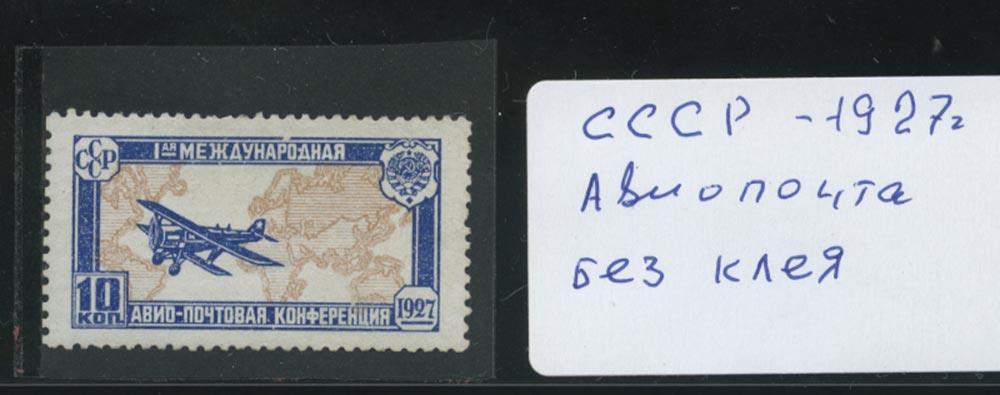 СССР
1ая МЕЖДУНАРОДНАЯ
10 КОП.
АВИО-ПОЧТОВАЯ КОНФЕРЕНЦИЯ
1927
СССР - 1927г
Авиопочта
без клея